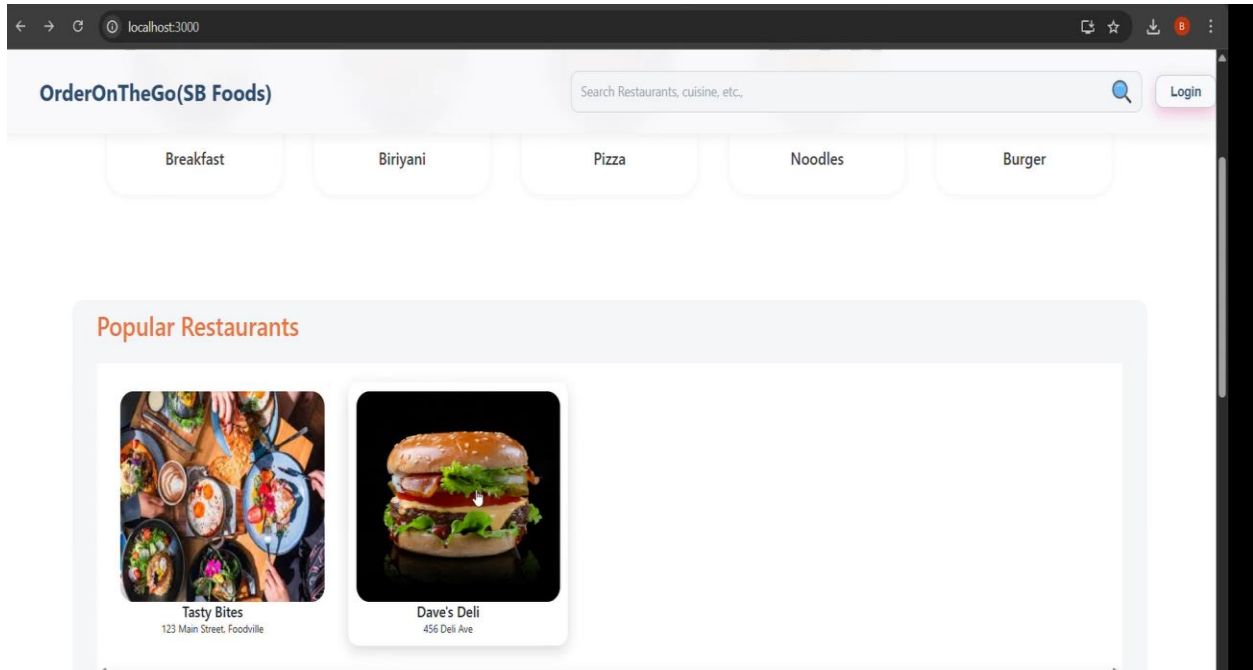 localhost:3000
B
OrderOnTheGo(SB Foods)
Search Restaurants, cuisine, etc.,
Login
Breakfast
Biriyani
Pizza
Noodles
Burger
Popular Restaurants
Tasty Bites
123 Main Street, Foodville
Dave's Deli
456 Deli Ave